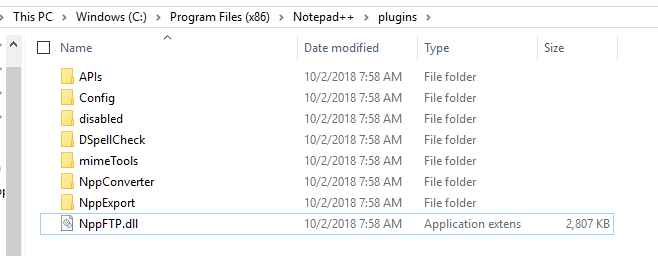 This PC > Windows (C:) > Program Files (x86) > Notepad++ > plugins >
Name Date modified Type Size
APIs 10/2/2018 7:58 AM File folder
Config 10/2/2018 7:58 AM File folder
disabled 10/2/2018 7:58 AM File folder
DSpellCheck 10/2/2018 7:58 AM File folder
mimeTools 10/2/2018 7:58 AM File folder
NppConverter 10/2/2018 7:58 AM File folder
NppExport 10/2/2018 7:58 AM File folder
NppFTP.dll 10/2/2018 7:58 AM Application extens 2,807 KB